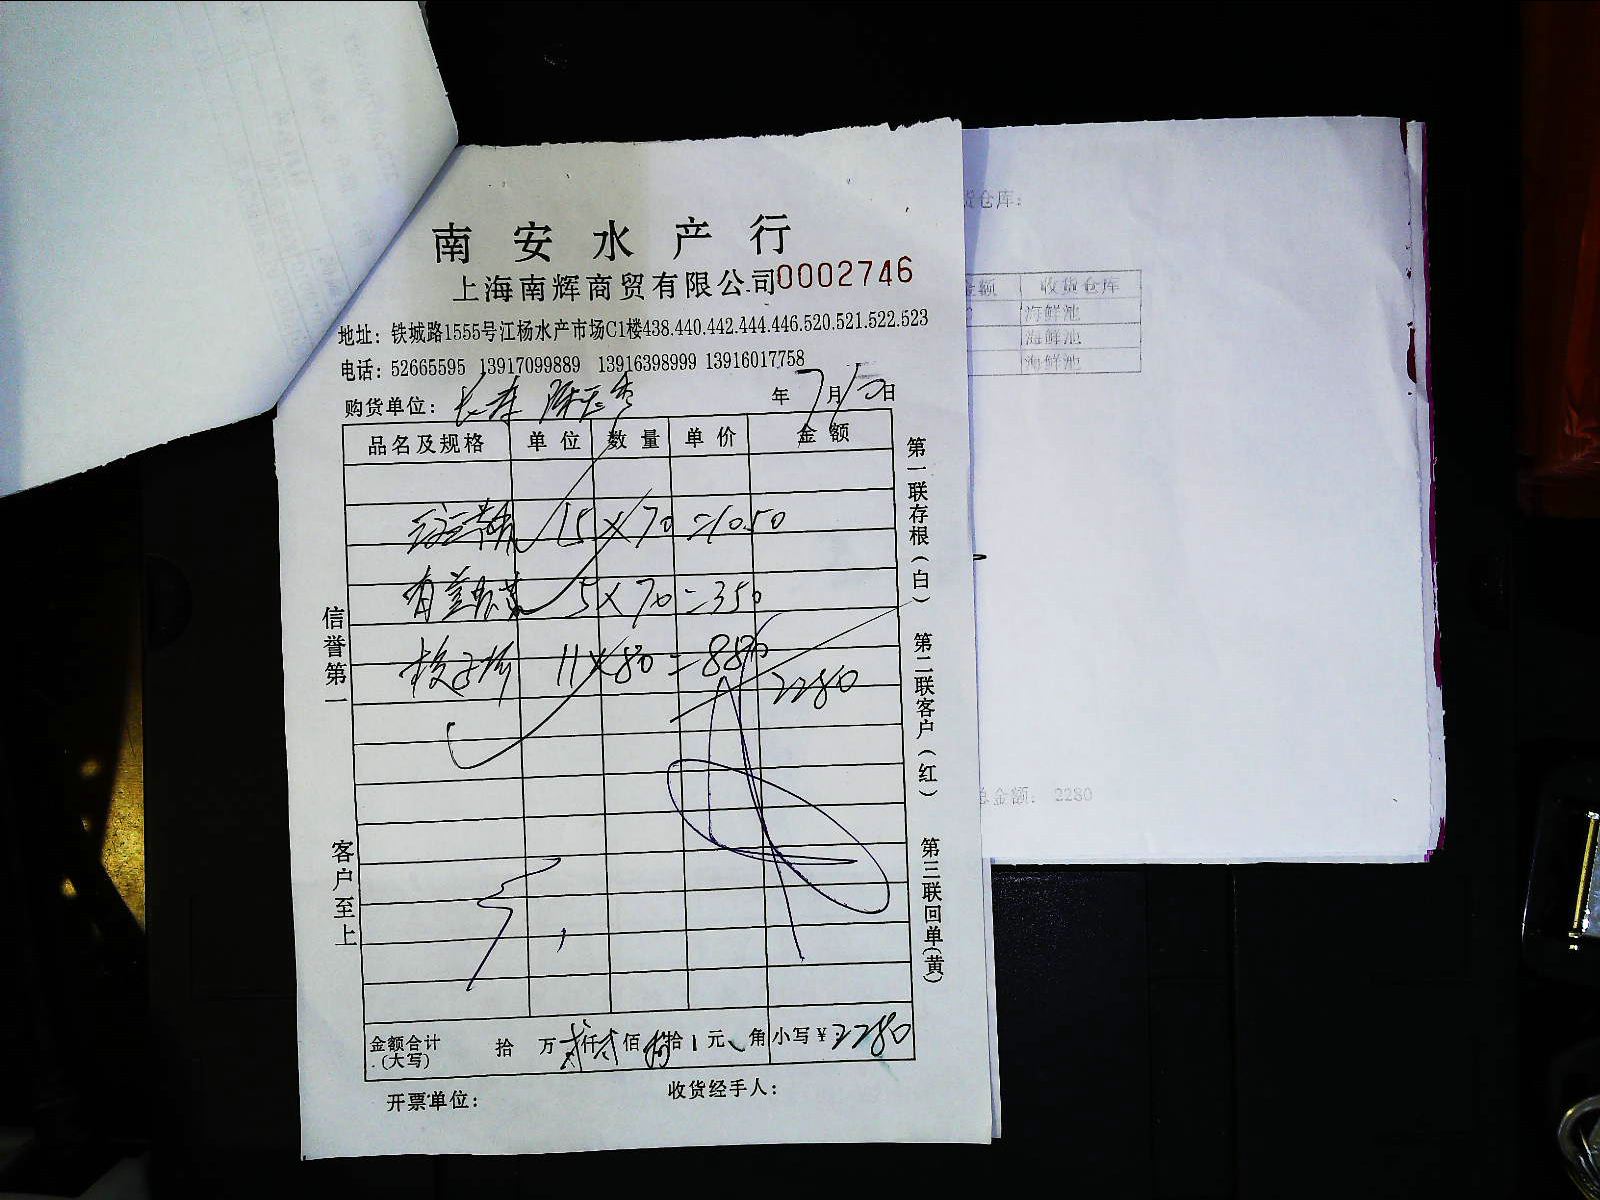 南安水产行
上海南辉商贸有限公司 0002746
地址：铁城路1555号江杨水产市场C1楼438.440.442.444.446.520.521.522.523
电话：52665595 13917099889 13916398999 13916017758
购货单位： 年7月10日
品名及规格 单位 数量 单价 金额
15×70=1050
5×70=350
11×80=880
2280
金额合计(大写) 拾 万贰仟贰佰捌拾 元 角 小写￥：2280
开票单位： 收货经手人：
信誉第一
客户至上
第一联存根(白)
第二联客户(红)
第三联回单(黄)
货仓库：
金额 收货仓库
海鲜池
海鲜池
海鲜池
总金额： 2280